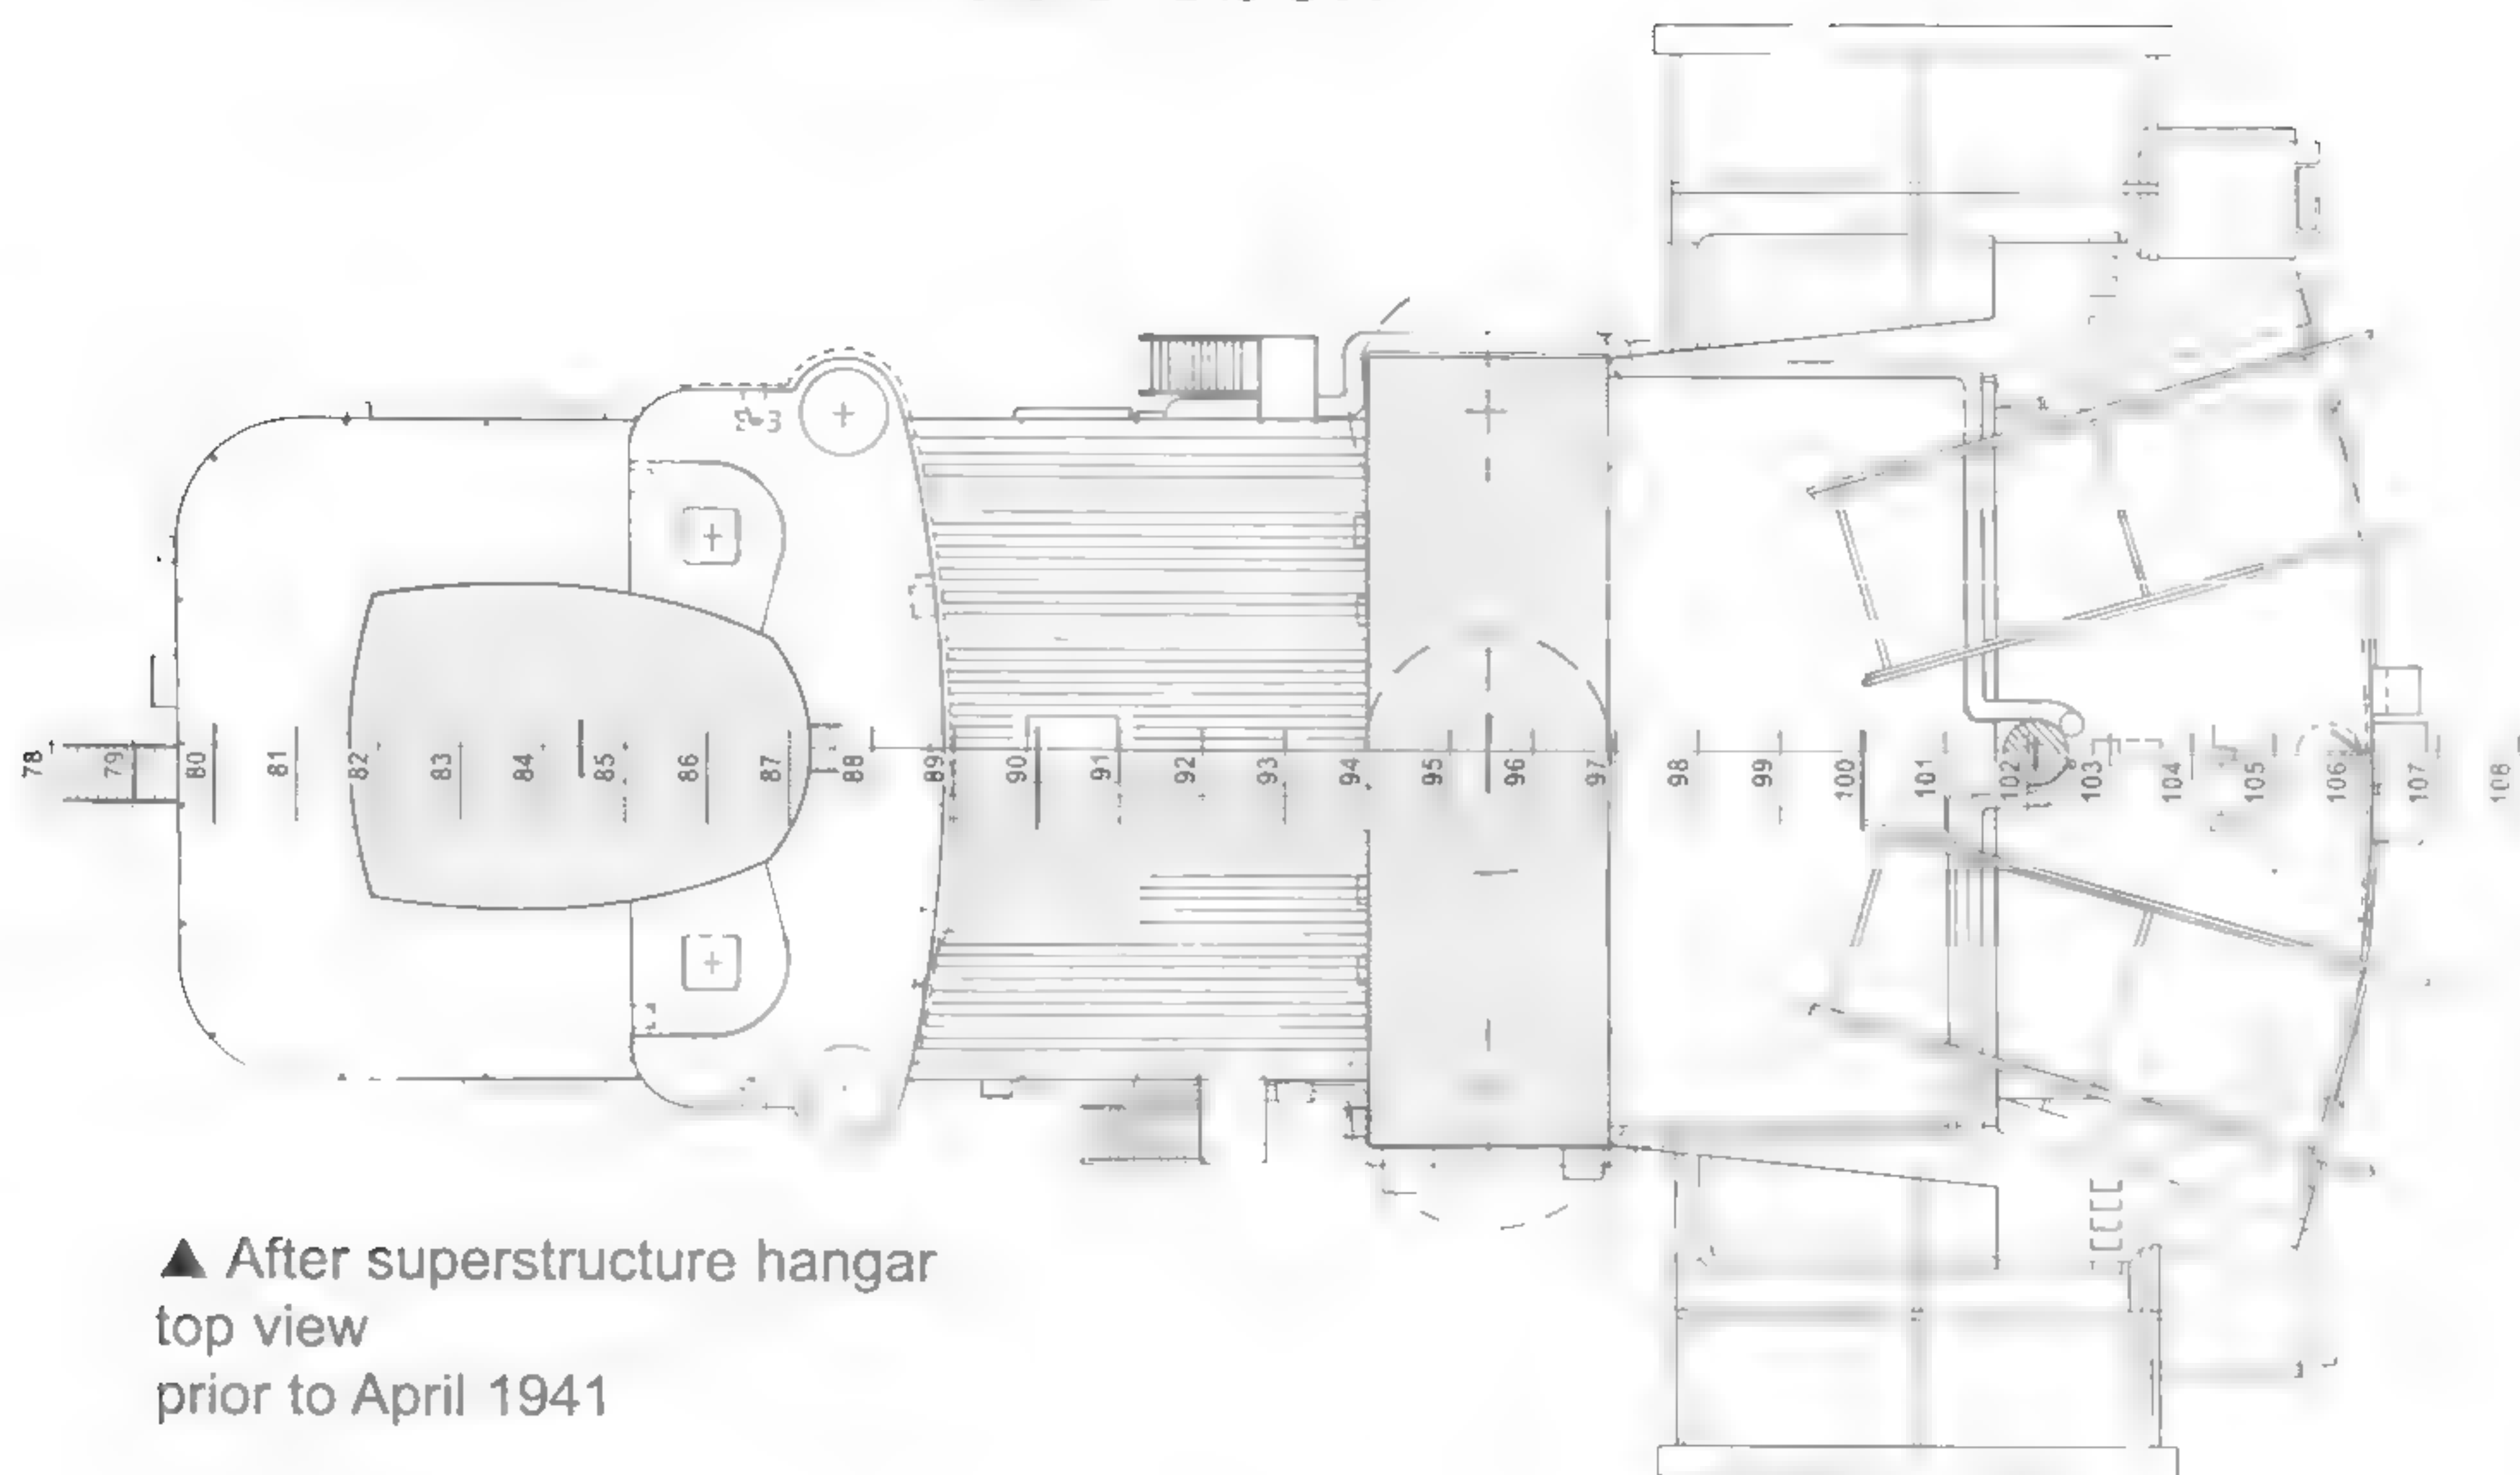 ▲ After superstructure hangar
top view
prior to April 1941
78 79 80 81 82 83 84 85 86 87 88 89 90 91 92 93 94 95 96 97 98 99 100 101 102 103 104 105 106 107 108